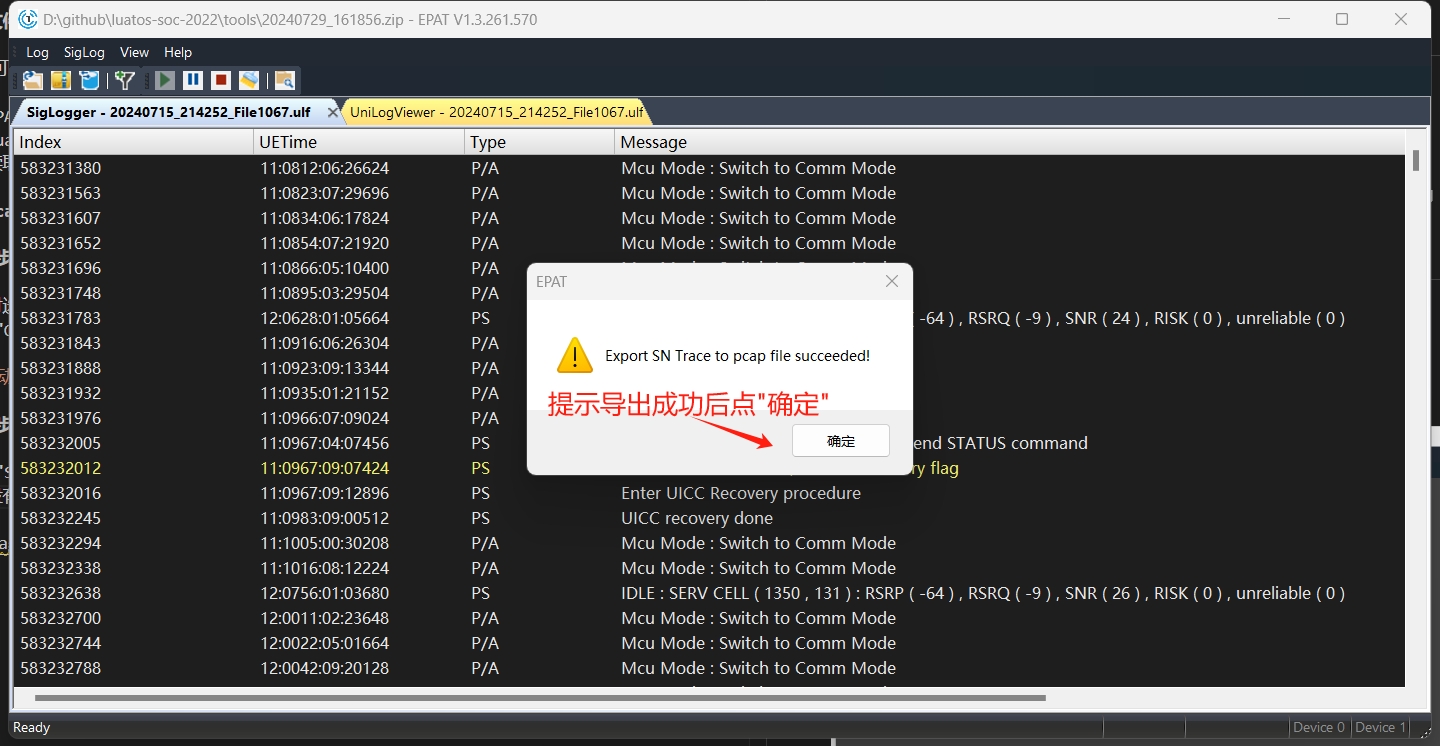 D:\github\luatos-soc-2022\tools\20240729_161856.zip - EPAT V1.3.261.570
Log SigLog View Help
SigLogger - 20240715_214252_File1067.ulf UniLogViewer - 20240715_214252_File1067.ulf
Index UETime Type Message
583231380 11:0812:06:26624 P/A Mcu Mode : Switch to Comm Mode
583231563 11:0823:07:29696 P/A Mcu Mode : Switch to Comm Mode
583231607 11:0834:06:17824 P/A Mcu Mode : Switch to Comm Mode
583231652 11:0854:07:21920 P/A Mcu Mode : Switch to Comm Mode
583231696 11:0866:05:10400 P/A
583231748 11:0895:03:29504 P/A
583231783 12:0628:01:05664 PS -64 ) , RSRQ ( -9 ) , SNR ( 24 ) , RISK ( 0 ) , unreliable ( 0 )
583231843 11:0916:06:26304 P/A
583231888 11:0923:09:13344 P/A
583231932 11:0935:01:21152 P/A
583231976 11:0966:07:09024 P/A
583232005 11:0967:04:07456 PS end STATUS command
583232012 11:0967:09:07424 PS ry flag
583232016 11:0967:09:12896 PS Enter UICC Recovery procedure
583232245 11:0983:09:00512 PS UICC recovery done
583232294 11:1005:00:30208 P/A Mcu Mode : Switch to Comm Mode
583232338 11:1016:08:12224 P/A Mcu Mode : Switch to Comm Mode
583232638 12:0756:01:03680 PS IDLE : SERV CELL ( 1350 , 131 ) : RSRP ( -64 ) , RSRQ ( -9 ) , SNR ( 26 ) , RISK ( 0 ) , unreliable ( 0 )
583232700 12:0011:02:23648 P/A Mcu Mode : Switch to Comm Mode
583232744 12:0022:05:01664 P/A Mcu Mode : Switch to Comm Mode
583232788 12:0042:09:20128 P/A Mcu Mode : Switch to Comm Mode
EPAT
Export SN Trace to pcap file succeeded!
提示导出成功后点"确定"
确定
Ready Device 0 Device 1